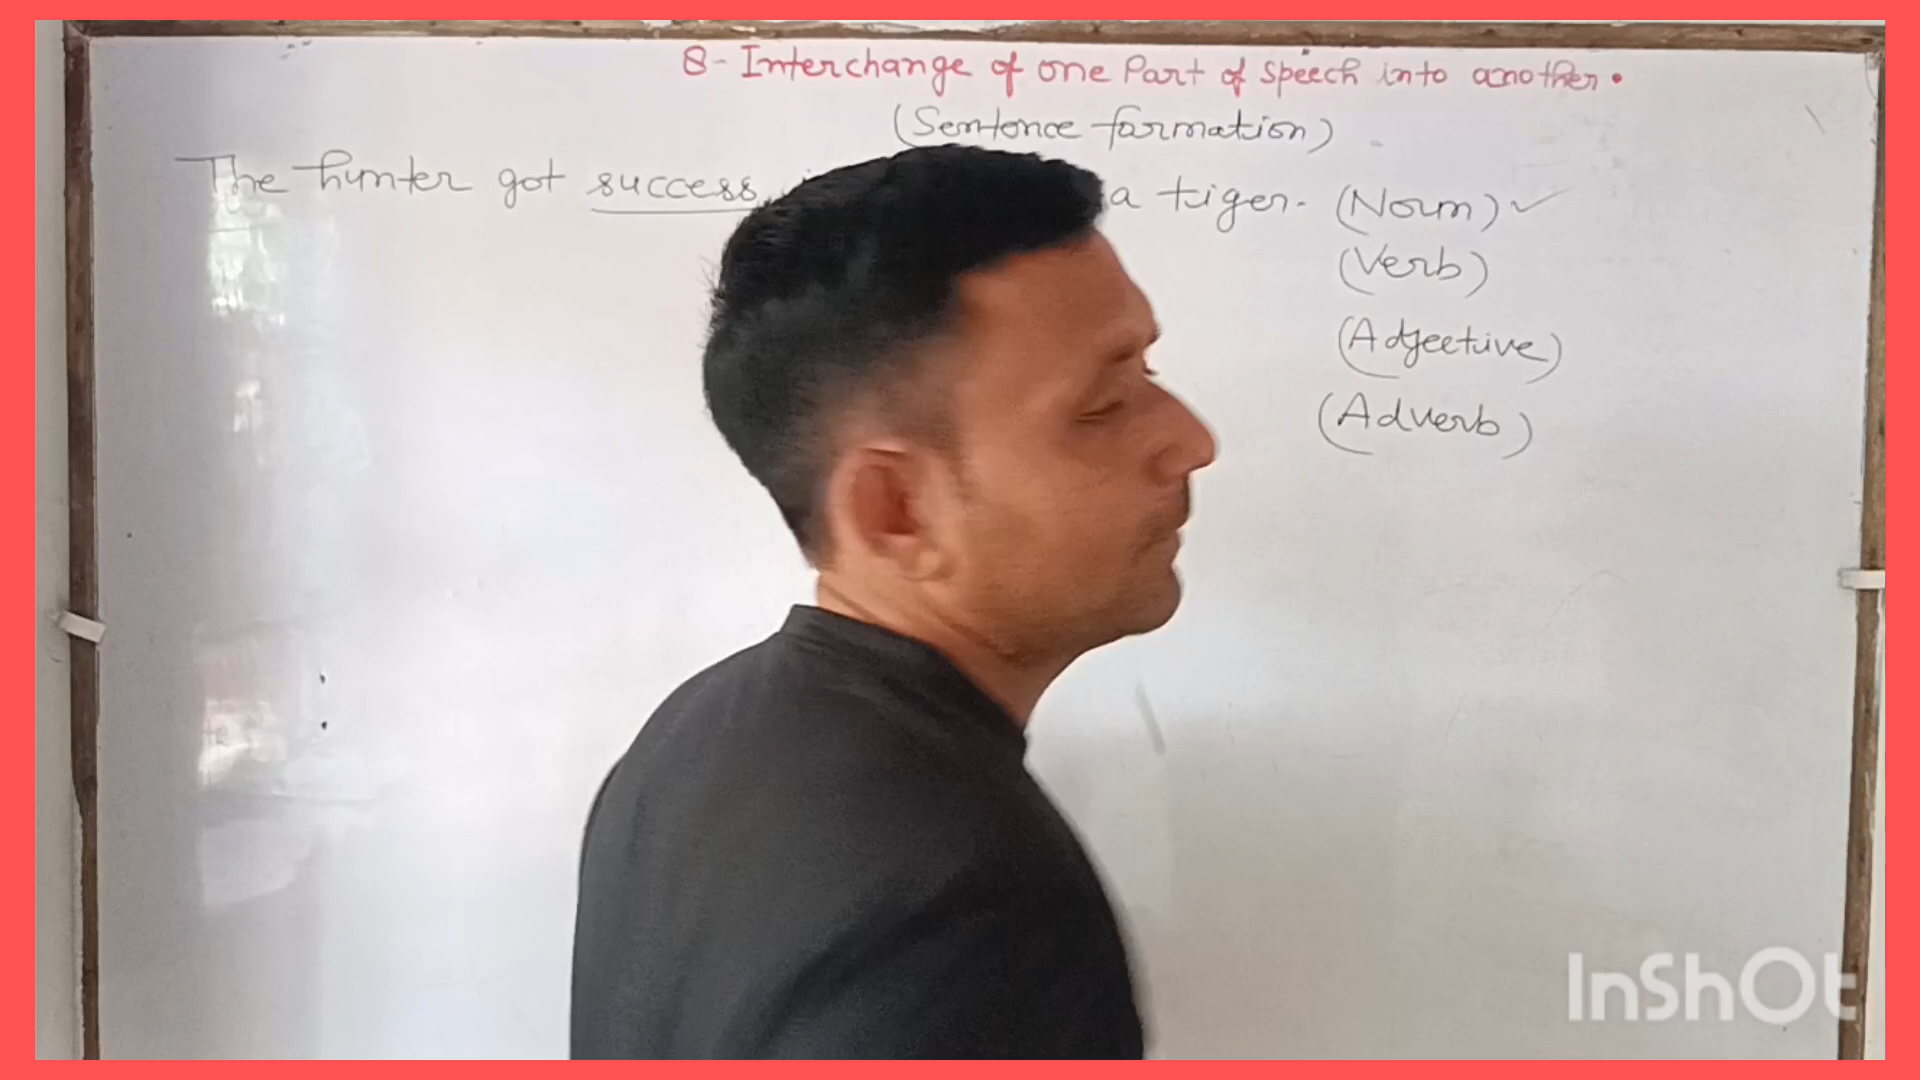 8- Interchange of one Part of speech into another.
(Sentence formation)
The hunter got success a tiger. (Noun) ✓
(Verb)
(Adjective)
(Adverb)
InShOt